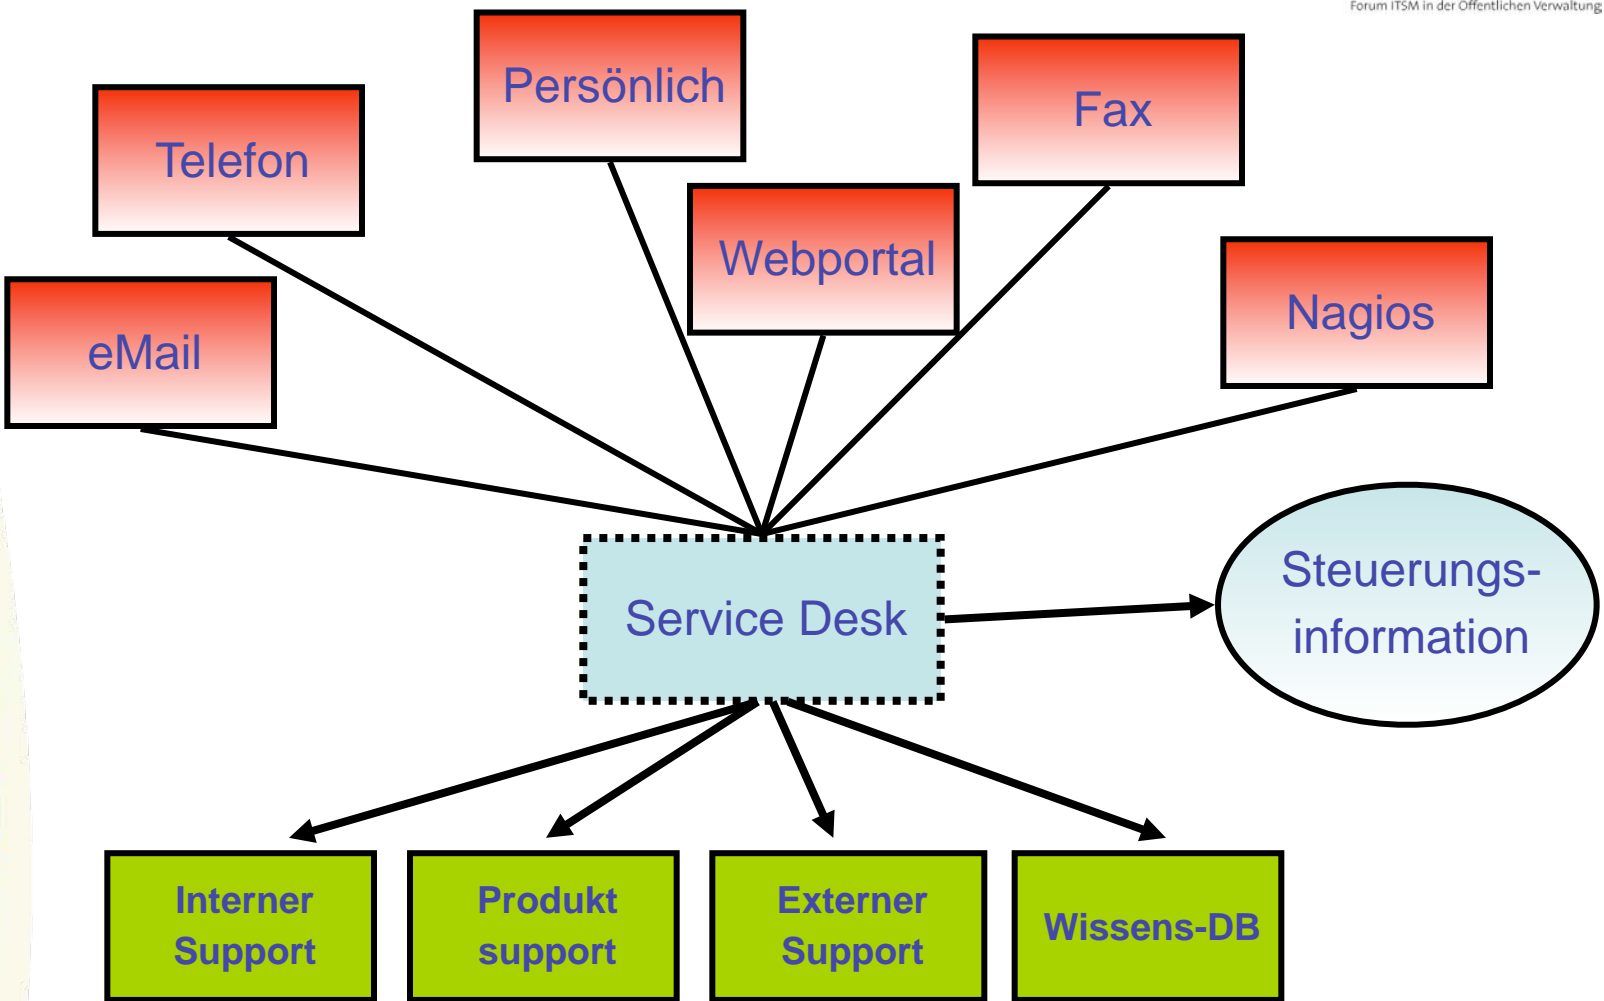 Forum ITSM in der Öffentlichen Verwaltung
Persönlich
Fax
Telefon
Webportal
Nagios
eMail
Steuerungs-
information
Service Desk
Interner
Support
Produkt
support
Externer
Support
Wissens-DB